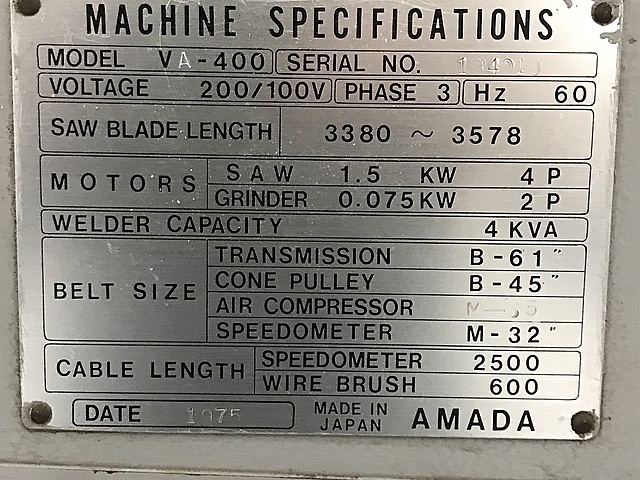 MACHINE SPECIFICATIONS
MODEL VA-400 SERIAL NO.
VOLTAGE 200/100V PHASE 3 Hz 60
SAW BLADE LENGTH 3380 ~ 3578
MOTORS SAW 1.5 KW 4 P
GRINDER 0.075 KW 2 P
WELDER CAPACITY 4 KVA
BELT SIZE TRANSMISSION B-61"
CONE PULLEY B-45"
AIR COMPRESSOR
SPEEDOMETER M-32"
CABLE LENGTH SPEEDOMETER 2500
WIRE BRUSH 600
DATE 1975 MADE IN JAPAN AMADA